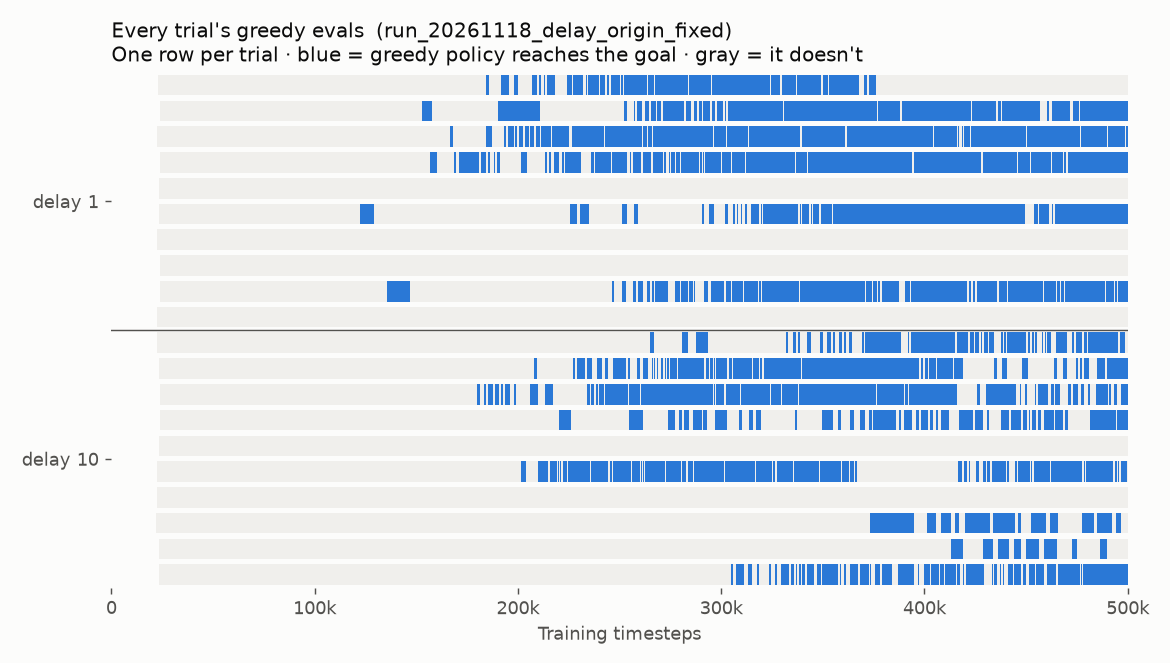 Every trial's greedy evals  (run_20261118_delay_origin_fixed)
One row per trial · blue = greedy policy reaches the goal · gray = it doesn't
delay 1
delay 10
0
100k
200k
300k
400k
500k
Training timesteps